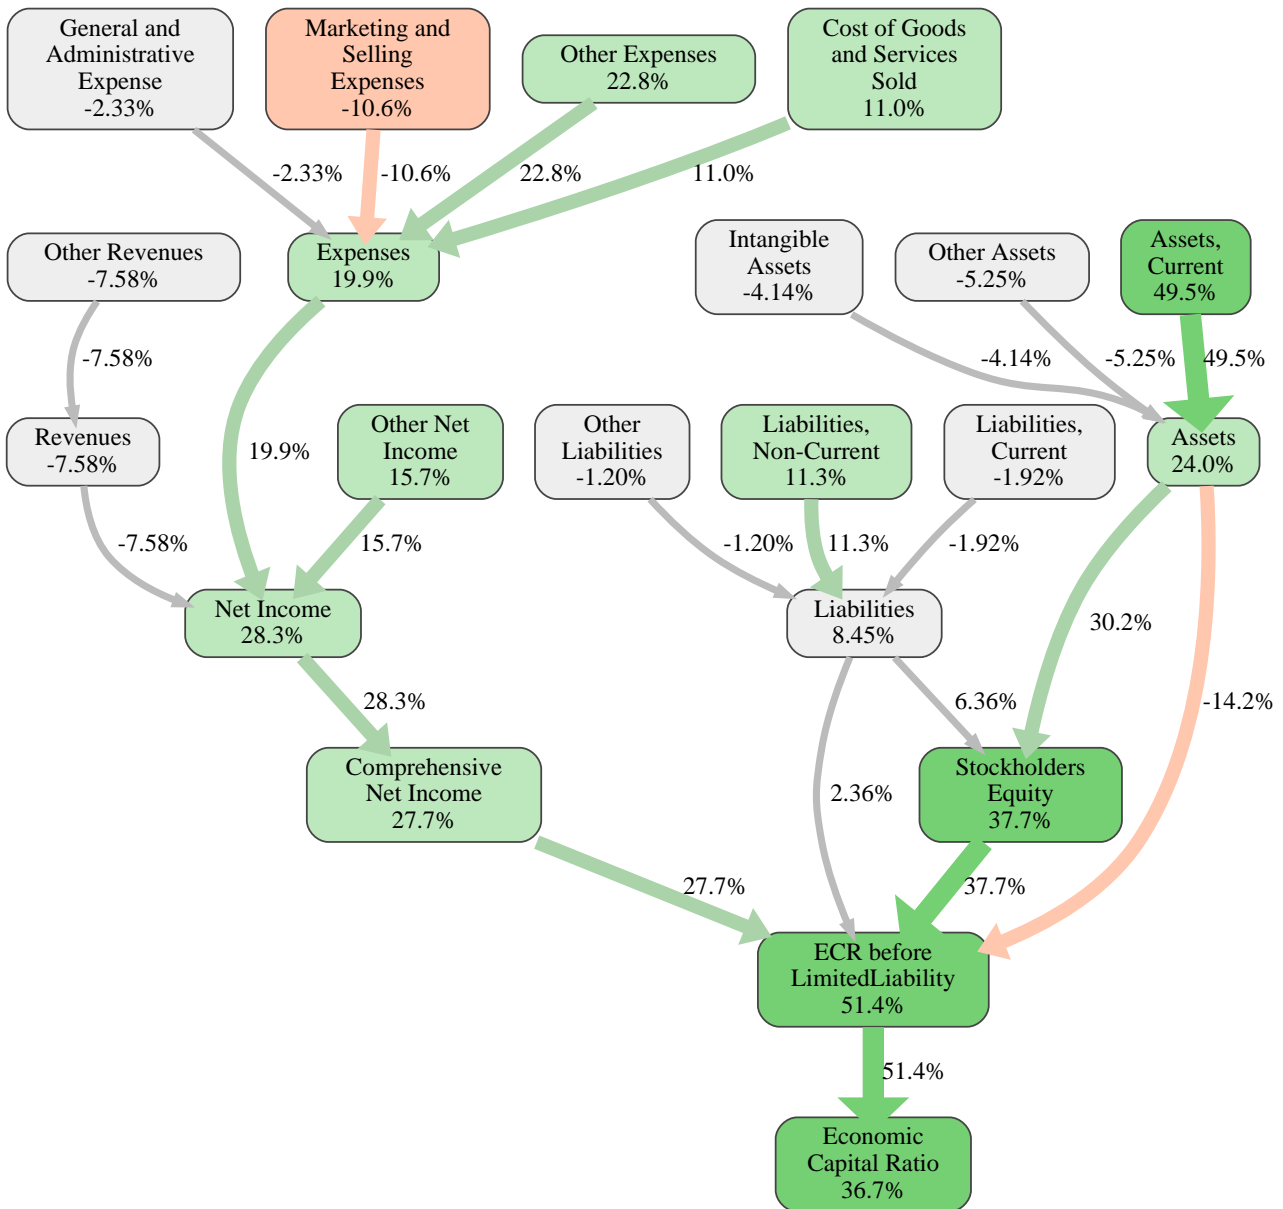 General and
Administrative
Expense
-2.33%
Marketing and
Selling
Expenses
-10.6%
Other Expenses
22.8%
Cost of Goods
and Services
Sold
11.0%
-2.33%
-10.6%
22.8%
11.0%
Other Revenues
-7.58%
Expenses
19.9%
Intangible
Assets
-4.14%
Other Assets
-5.25%
Assets,
Current
49.5%
-7.58%
-4.14%
-5.25%
49.5%
Revenues
-7.58%
19.9%
Other Net
Income
15.7%
Other
Liabilities
-1.20%
Liabilities,
Non-Current
11.3%
Liabilities,
Current
-1.92%
Assets
24.0%
-7.58%
15.7%
-1.20%
11.3%
-1.92%
Net Income
28.3%
Liabilities
8.45%
30.2%
28.3%
6.36%
-14.2%
Comprehensive
Net Income
27.7%
2.36%
Stockholders
Equity
37.7%
27.7%
37.7%
ECR before
LimitedLiability
51.4%
51.4%
Economic
Capital Ratio
36.7%